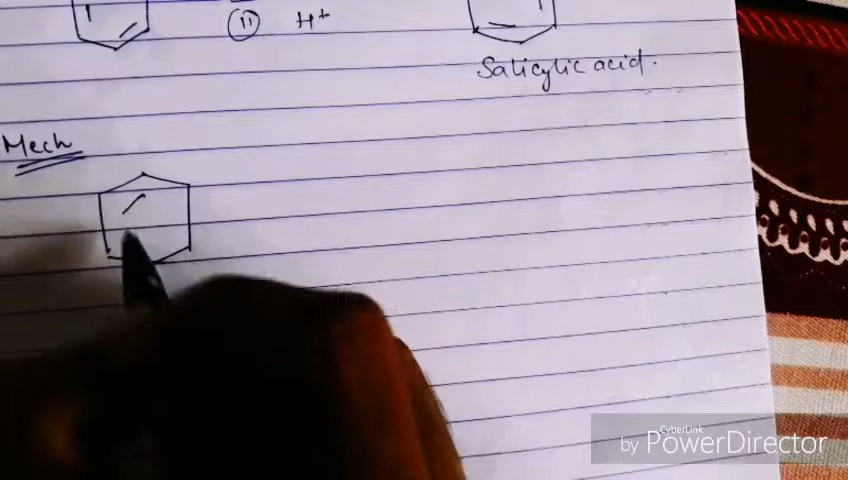 (ii) H+
Salicylic acid.
Mech
CyberLink
by PowerDirector